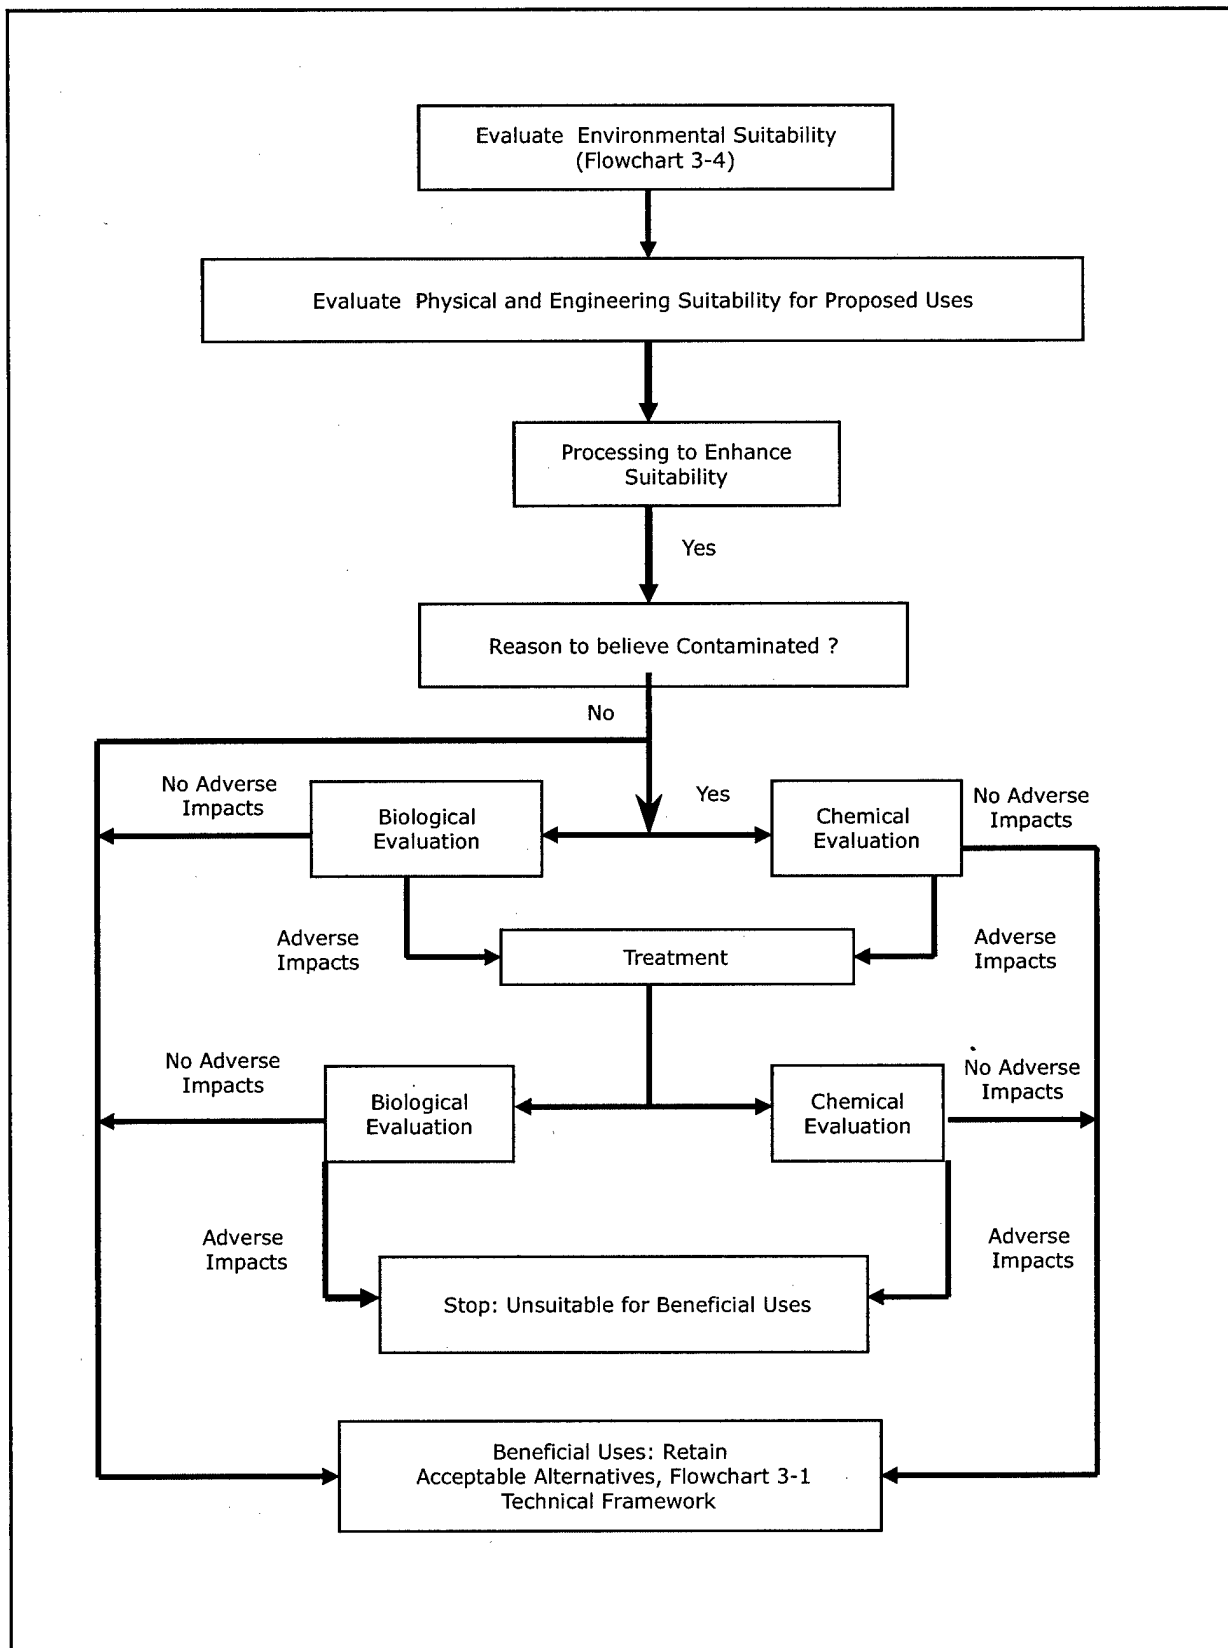 Evaluate Environmental Suitability
(Flowchart 3-4)
Evaluate Physical and Engineering Suitability for Proposed Uses
Processing to Enhance
Suitability
Yes
Reason to believe Contaminated ?
No
No Adverse
Impacts
Biological
Evaluation
Yes
Chemical
Evaluation
No Adverse
Impacts
Adverse
Impacts
Treatment
Adverse
Impacts
No Adverse
Impacts
Biological
Evaluation
Chemical
Evaluation
No Adverse
Impacts
Adverse
Impacts
Stop: Unsuitable for Beneficial Uses
Adverse
Impacts
Beneficial Uses: Retain
Acceptable Alternatives, Flowchart 3-1
Technical Framework